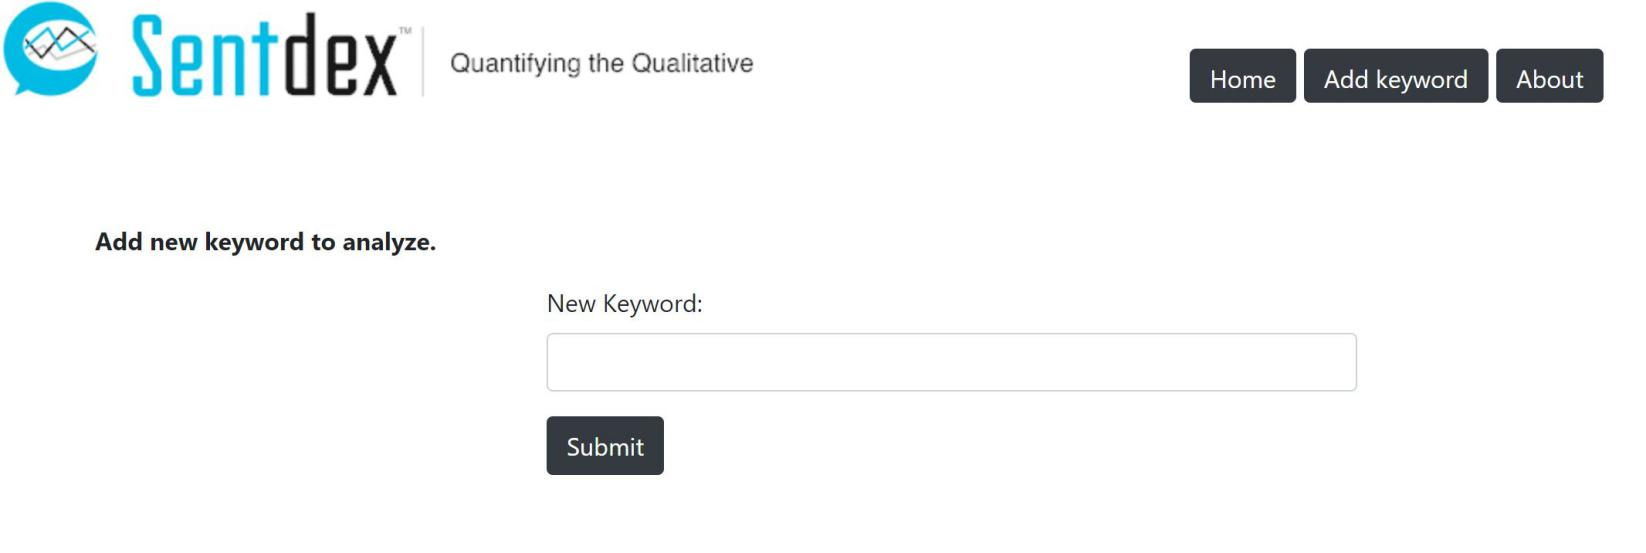 Sentdex™ Quantifying the Qualitative
Home Add keyword About
Add new keyword to analyze.
New Keyword:
Submit